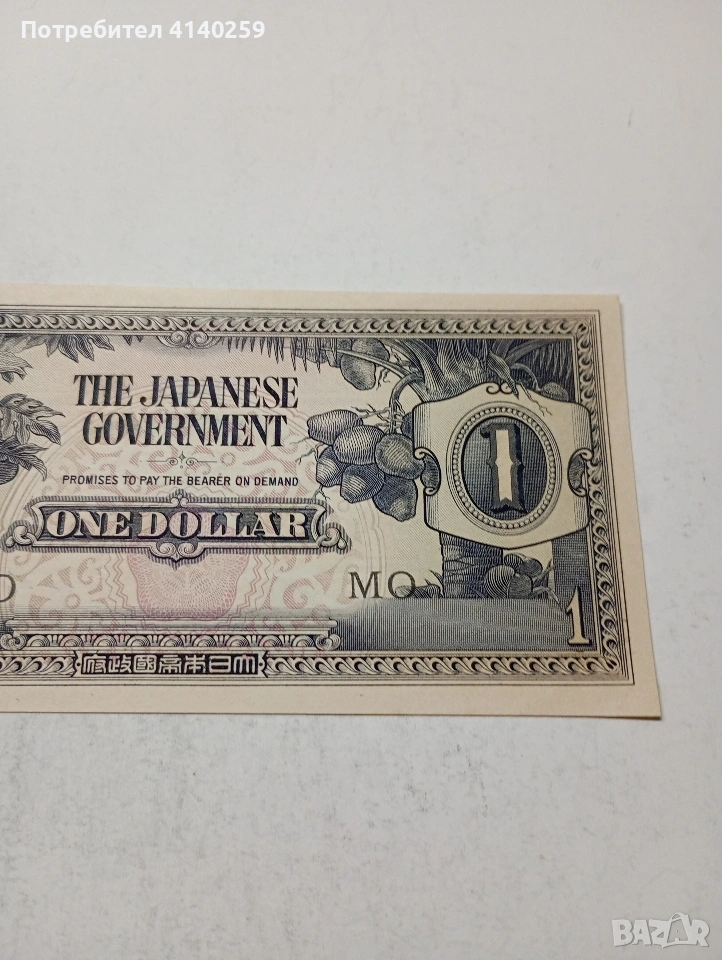 Потребител 4140259
THE JAPANESE
GOVERNMENT
PROMISES TO PAY THE BEARER ON DEMAND
ONE DOLLAR
1
MO
1
府政國帝本日大
BAZAR